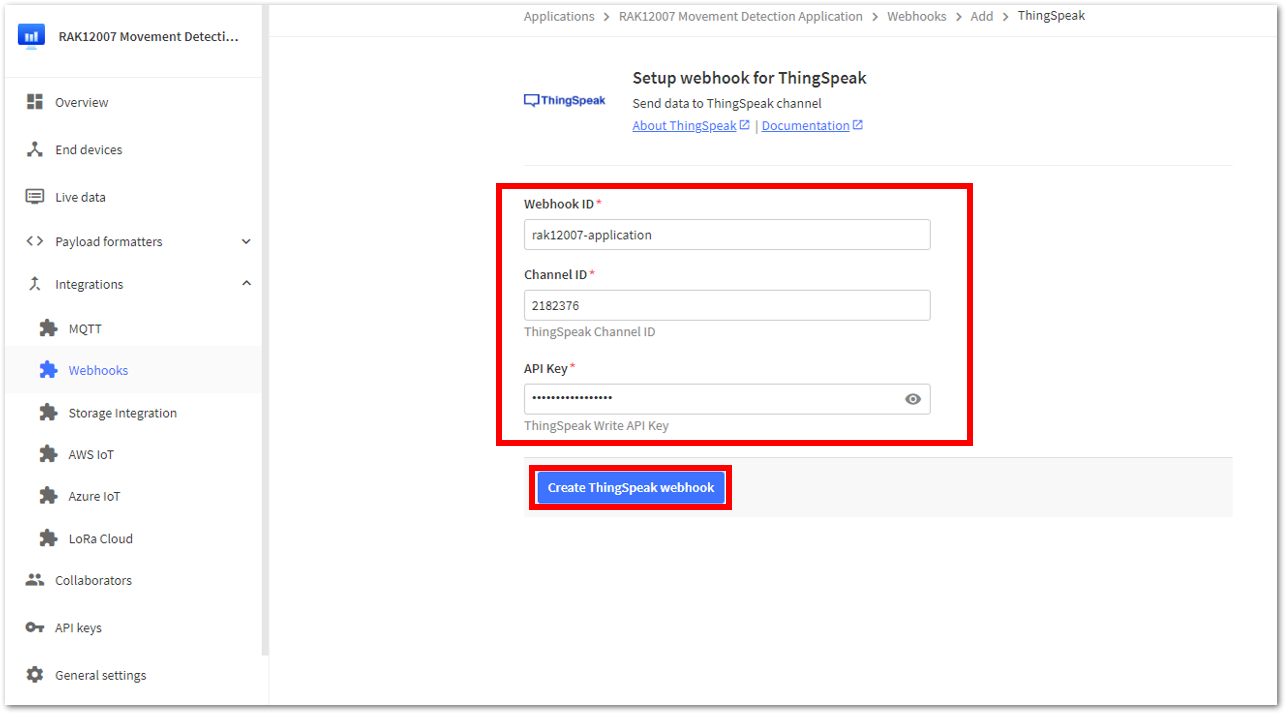 RAK12007 Movement Detecti...
Overview
End devices
Live data
Payload formatters
Integrations
MQTT
Webhooks
Storage Integration
AWS IoT
Azure IoT
LoRa Cloud
Collaborators
API keys
General settings
Applications > RAK12007 Movement Detection Application > Webhooks > Add > ThingSpeak
ThingSpeak
Setup webhook for ThingSpeak
Send data to ThingSpeak channel
About ThingSpeak | Documentation
Webhook ID *
rak12007-application
Channel ID *
2182376
ThingSpeak Channel ID
API Key *
•••••••••••••••••
ThingSpeak Write API Key
Create ThingSpeak webhook